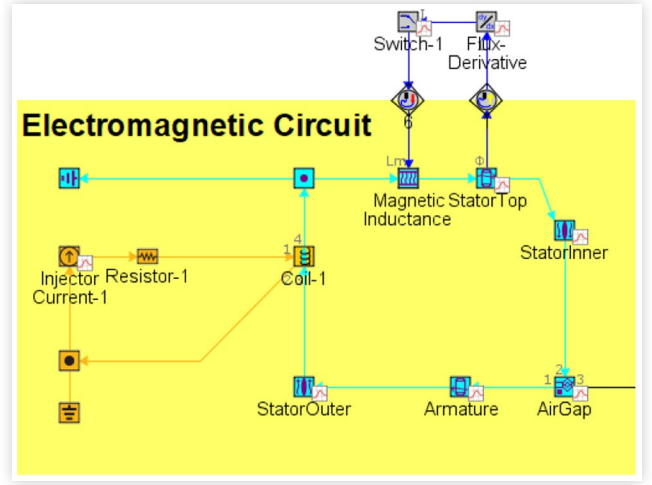 Switch-1
Flux-
Derivative
6
Electromagnetic Circuit
Lm
Φ
Magnetic
Inductance
StatorTop
StatorInner
4
1
Injector
Current-1
Resistor-1
Coil-1
2
1
3
StatorOuter
Armature
AirGap